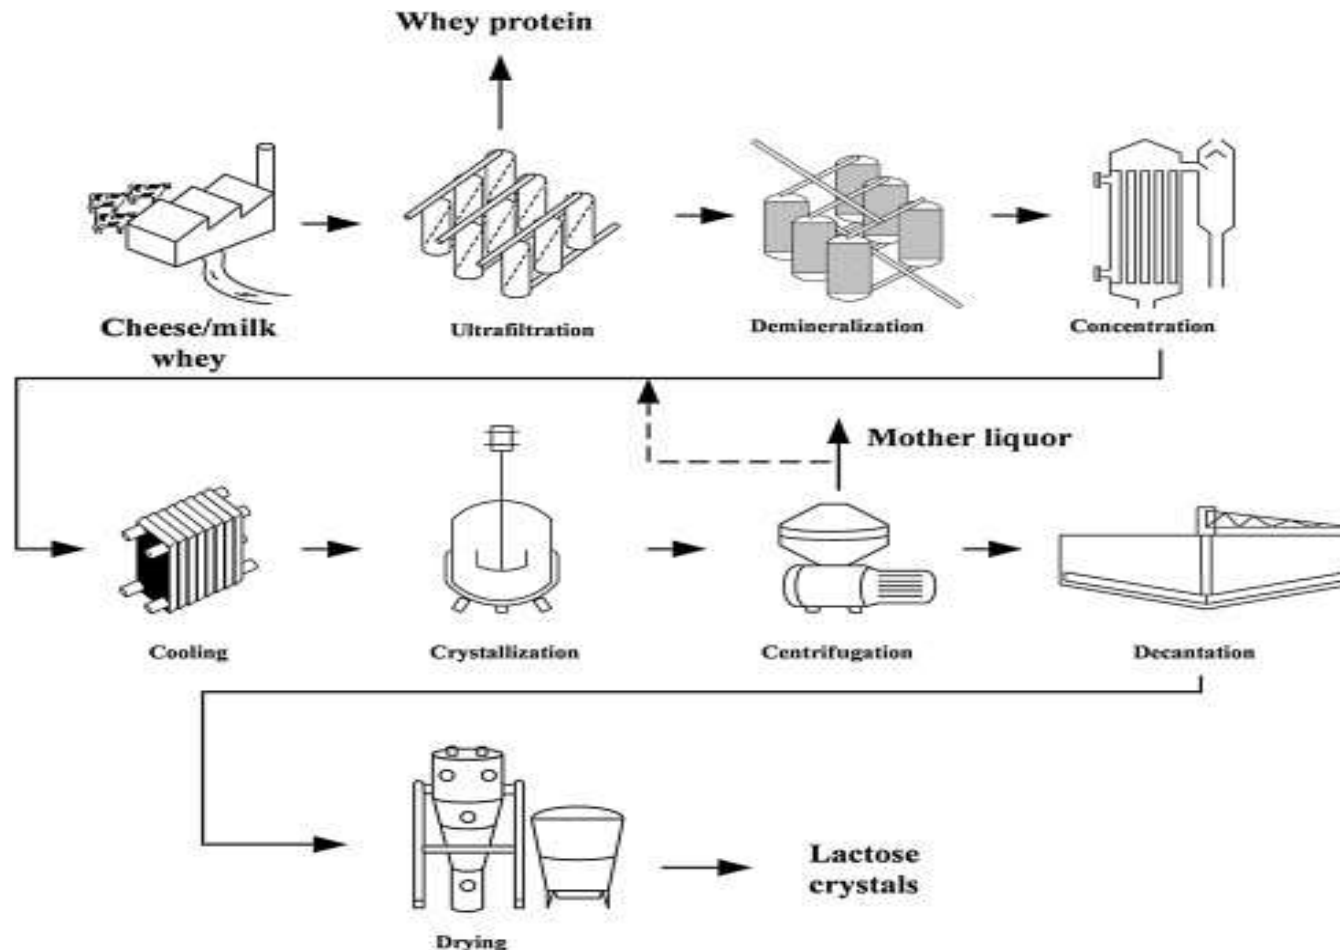 Whey protein
Cheese/milk
whey
Ultrafiltration
Demineralization
Concentration
Mother liquor
Cooling
Crystallization
Centrifugation
Decantation
Drying
Lactose
crystals